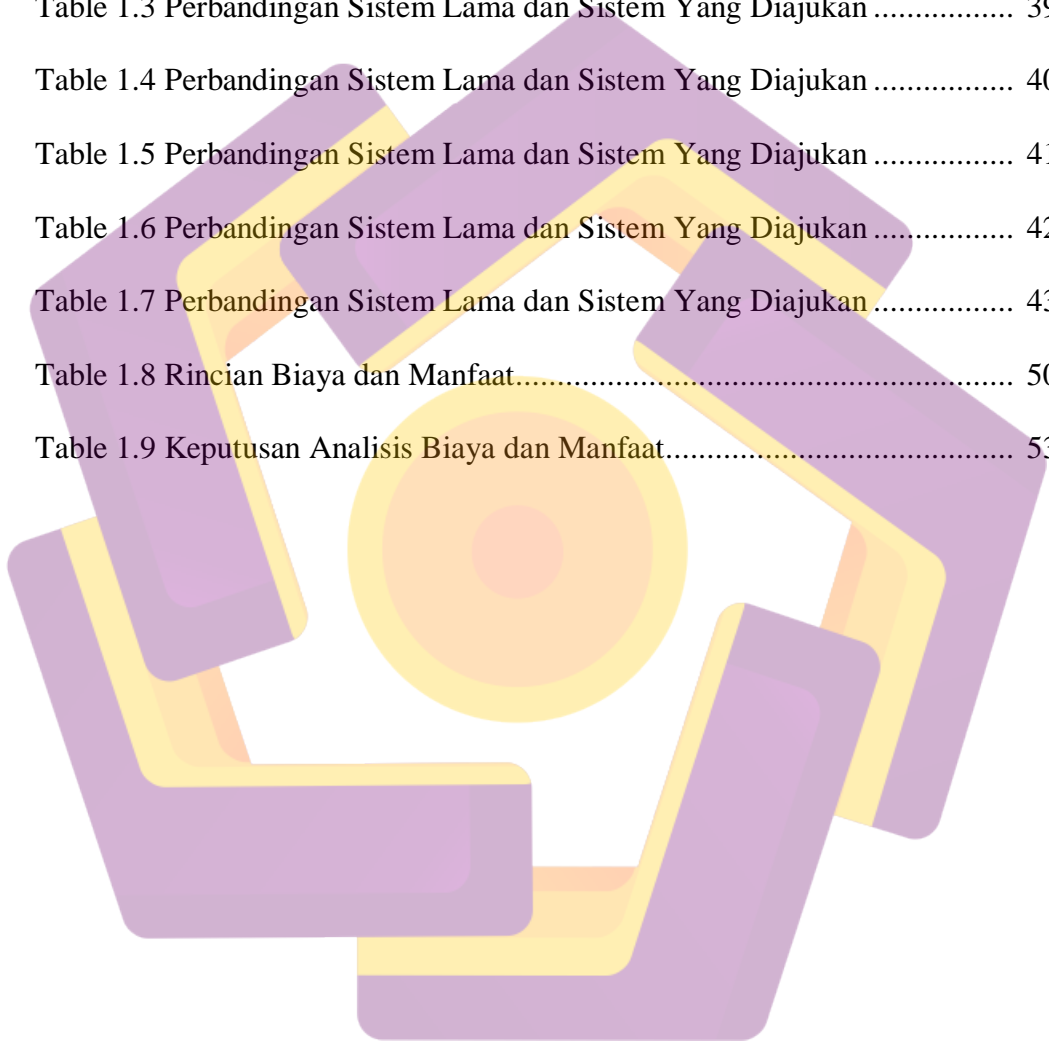 Table 1.3 Perbandingan Sistem Lama dan Sistem Yang Diajukan ................ 39
Table 1.4 Perbandingan Sistem Lama dan Sistem Yang Diajukan ................ 40
Table 1.5 Perbandingan Sistem Lama dan Sistem Yang Diajukan ................ 41
Table 1.6 Perbandingan Sistem Lama dan Sistem Yang Diajukan ................ 42
Table 1.7 Perbandingan Sistem Lama dan Sistem Yang Diajukan ................ 43
Table 1.8 Rincian Biaya dan Manfaat............................................................ 50
Table 1.9 Keputusan Analisis Biaya dan Manfaat.......................................... 53